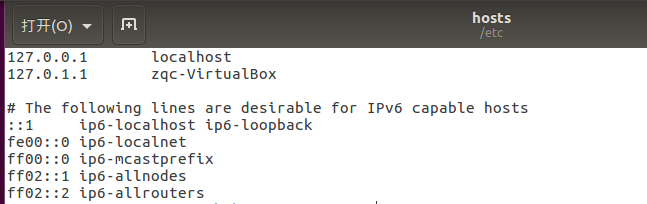 打开(O)
hosts
/etc
127.0.0.1 localhost
127.0.1.1 zqc-VirtualBox
# The following lines are desirable for IPv6 capable hosts
::1 ip6-localhost ip6-loopback
fe00::0 ip6-localnet
ff00::0 ip6-mcastprefix
ff02::1 ip6-allnodes
ff02::2 ip6-allrouters